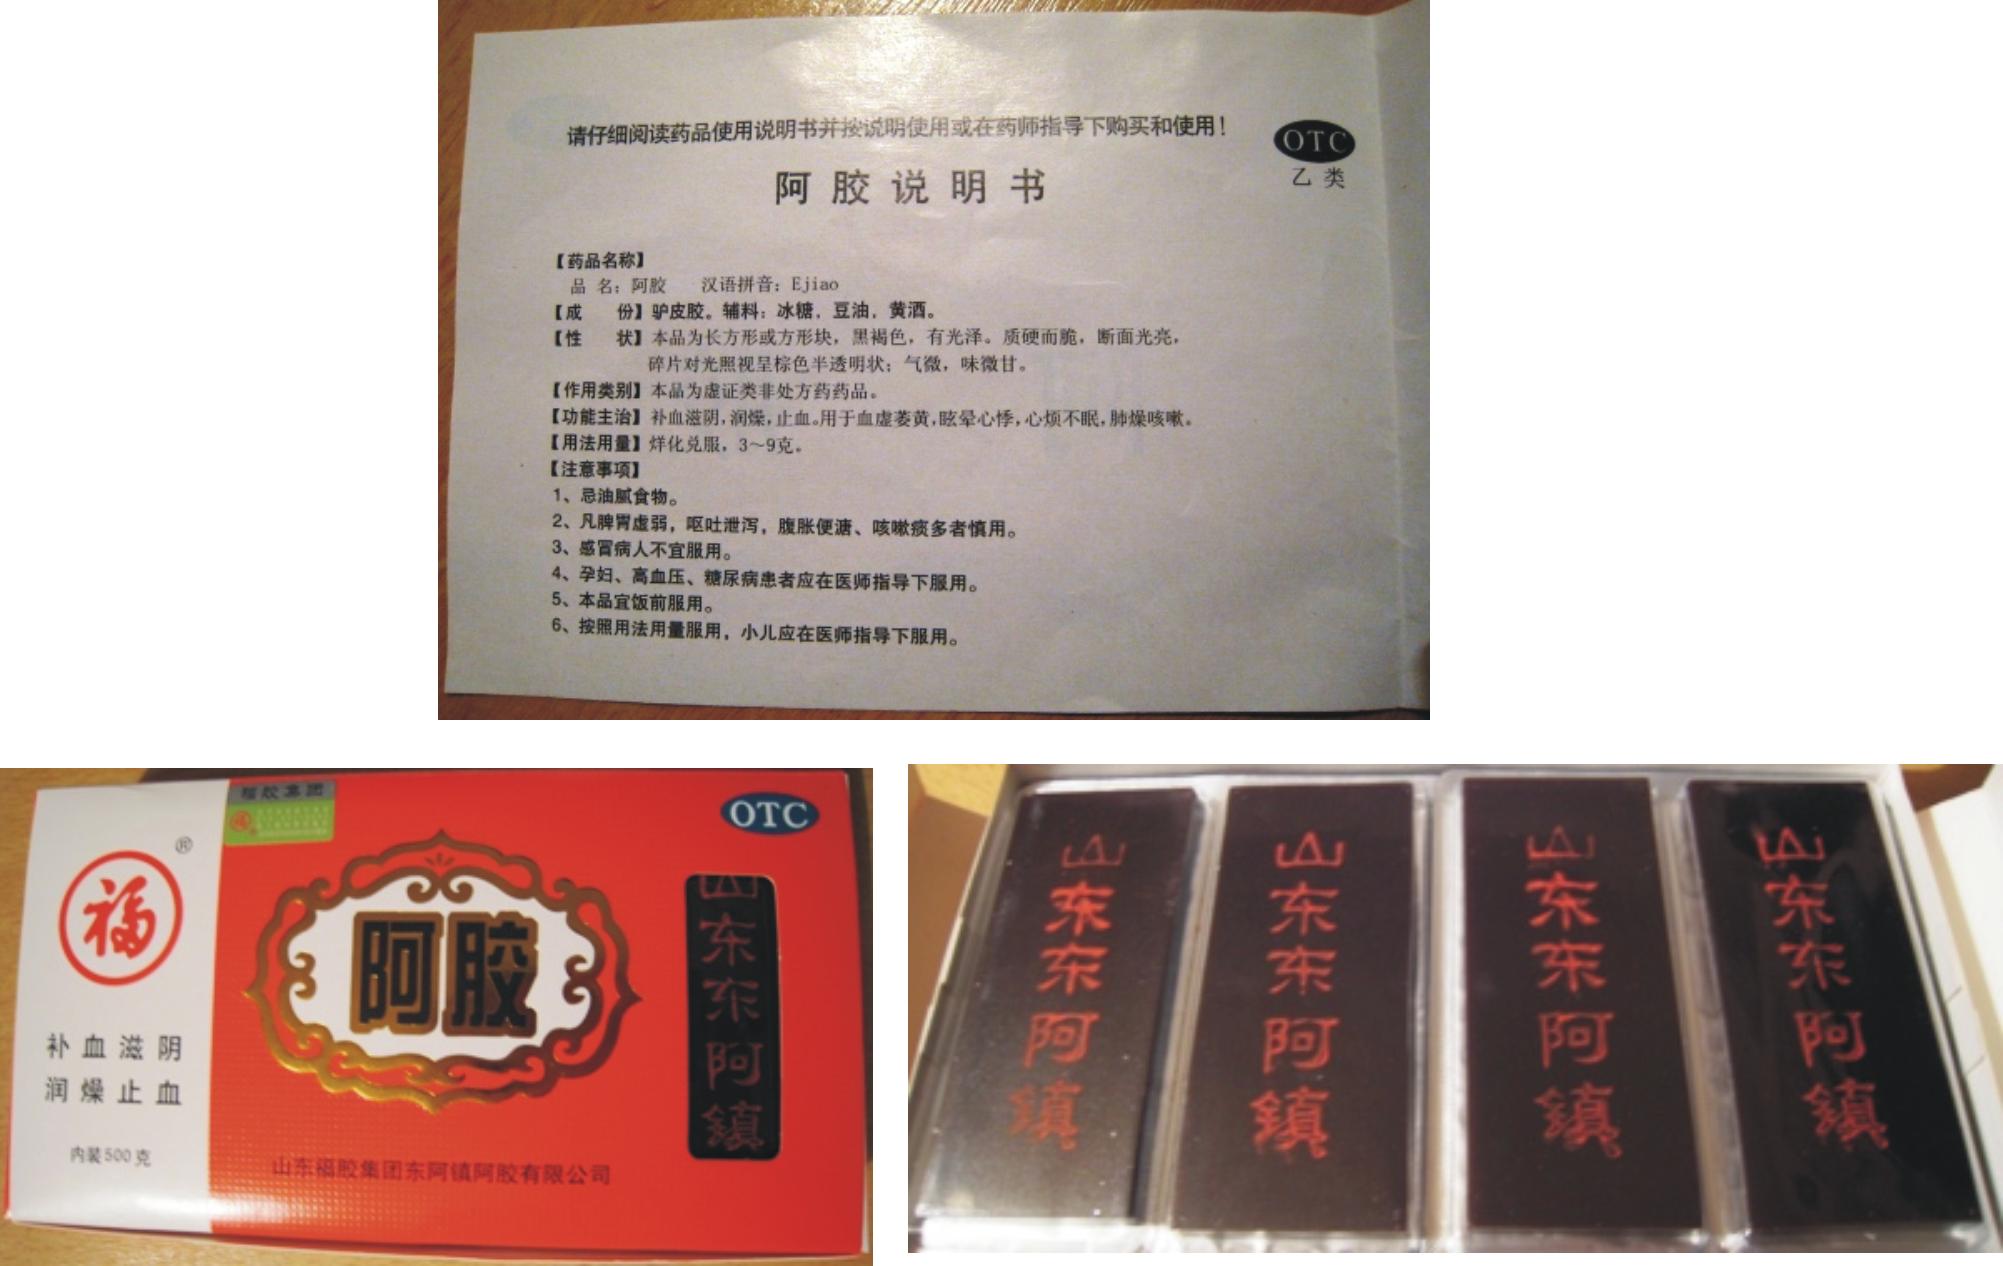 请仔细阅读药品使用说明书并按说明使用或在药师指导下购买和使用！
OTC
乙类
阿胶说明书
【药品名称】
品 名：阿胶 汉语拼音：Ejiao
【成 份】驴皮胶。辅料：冰糖，豆油，黄酒。
【性 状】本品为长方形或方形块，黑褐色，有光泽。质硬而脆，断面光亮，
碎片对光照视呈棕色半透明状；气微，味微甘。
【作用类别】本品为虚证类非处方药药品。
【功能主治】补血滋阴，润燥，止血。用于血虚萎黄，眩晕心悸，心烦不眠，肺燥咳嗽。
【用法用量】烊化兑服，3～9克。
【注意事项】
1、忌油腻食物。
2、凡脾胃虚弱，呕吐泄泻，腹胀便溏、咳嗽痰多者慎用。
3、感冒病人不宜服用。
4、孕妇、高血压、糖尿病患者应在医师指导下服用。
5、本品宜饭前服用。
6、按照用法用量服用，小儿应在医师指导下服用。
福胶集团
OTC
®
福
阿胶
山东东阿镇
补血滋阴
润燥止血
内装500克
山东福胶集团东阿镇阿胶有限公司
山东东阿镇
山东东阿镇
山东东阿镇
山东东阿镇